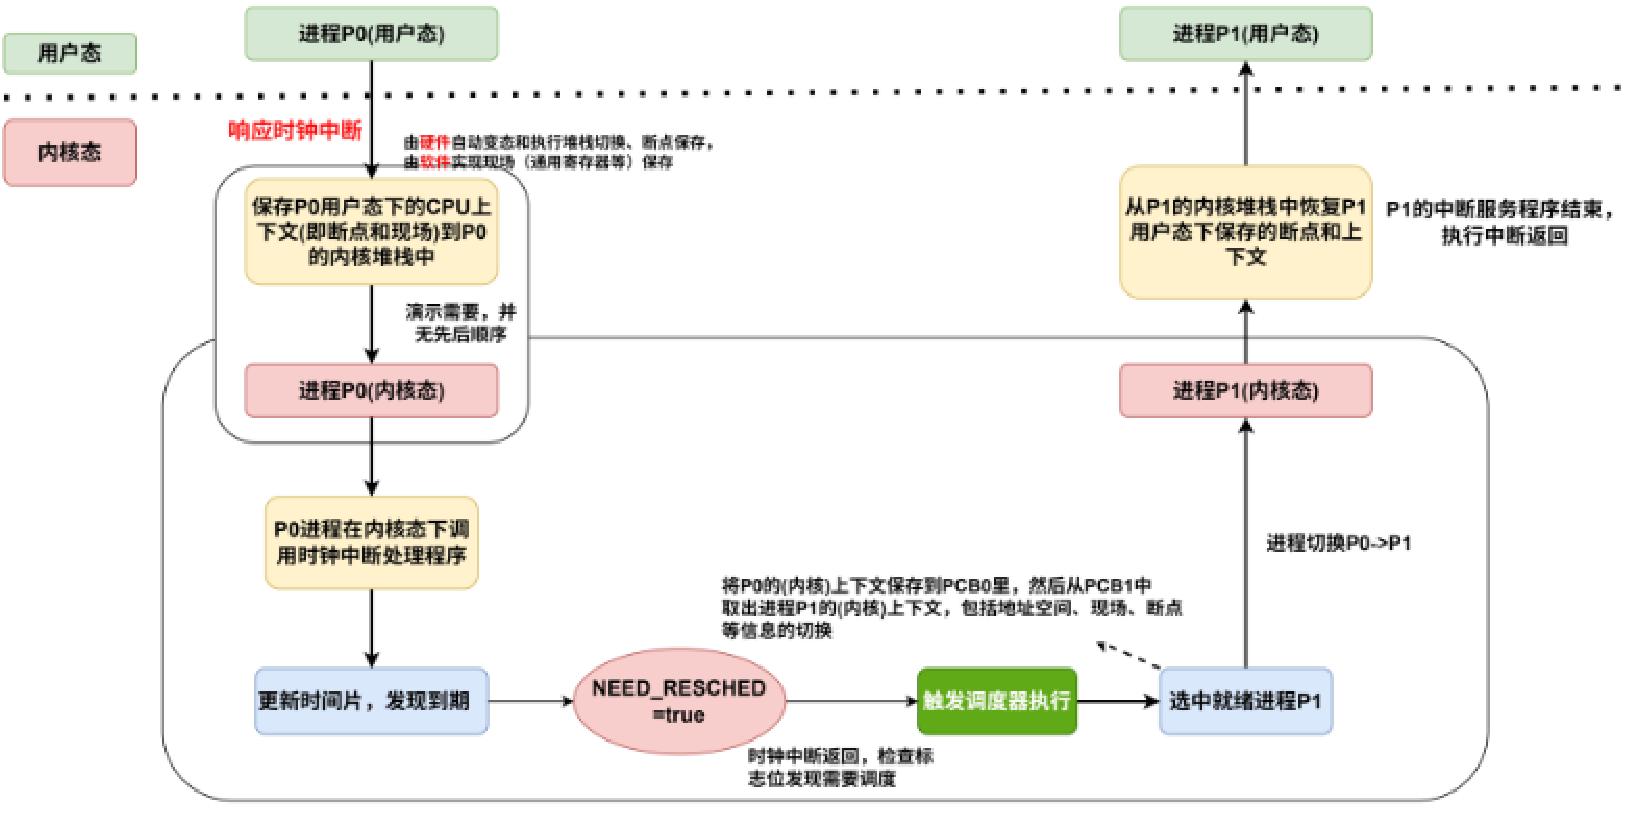 进程P0(用户态)
进程P1(用户态)
用户态
响应时钟中断
内核态
由硬件自动变态和执行堆栈切换、断点保存，
由软件实现现场（通用寄存器等）保存
保存P0用户态下的CPU上
下文(即断点和现场)到P0
的内核堆栈中
从P1的内核堆栈中恢复P1
用户态下保存的断点和上
下文
P1的中断服务程序结束，
执行中断返回
演示需要，并
无先后顺序
进程P0(内核态)
进程P1(内核态)
P0进程在内核态下调
用时钟中断处理程序
进程切换P0->P1
将P0的(内核)上下文保存到PCB0里，然后从PCB1中
取出进程P1的(内核)上下文，包括地址空间、现场、断点
等信息的切换
更新时间片，发现到期
NEED_RESCHED
=true
触发调度器执行
选中就绪进程P1
时钟中断返回，检查标
志位发现需要调度